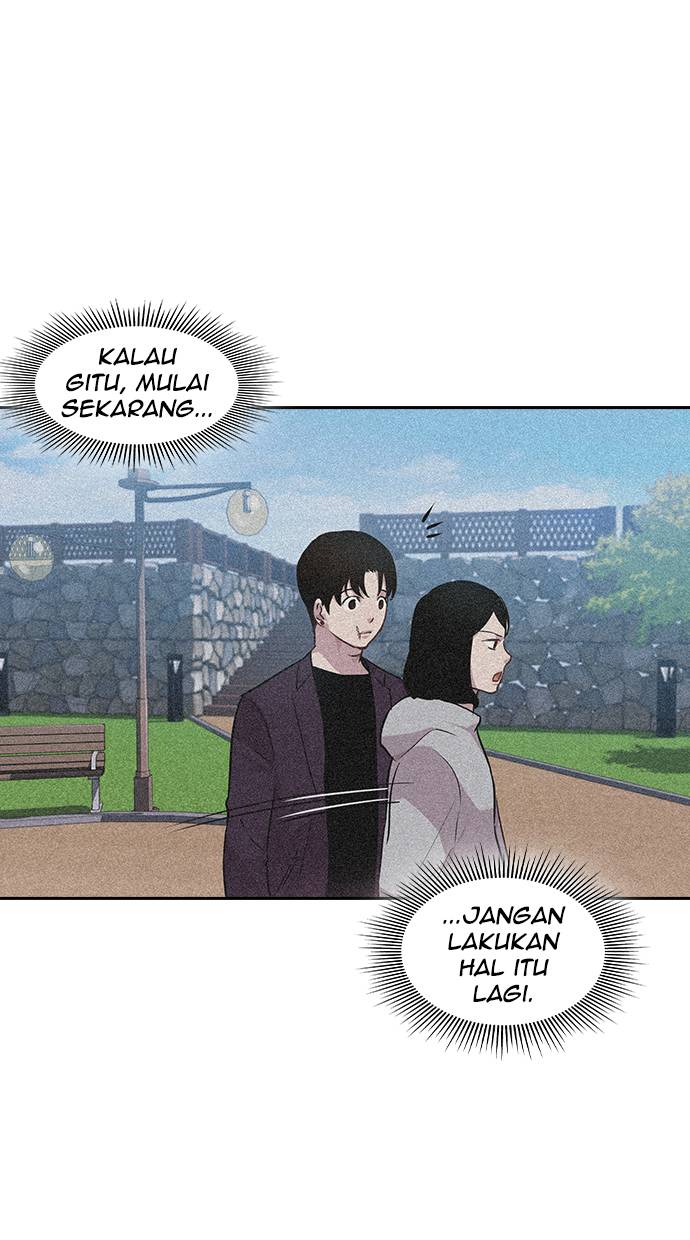 KALAU
GITU, MULAI
SEKARANG...
...JANGAN
LAKUKAN
HAL ITU
LAGI.